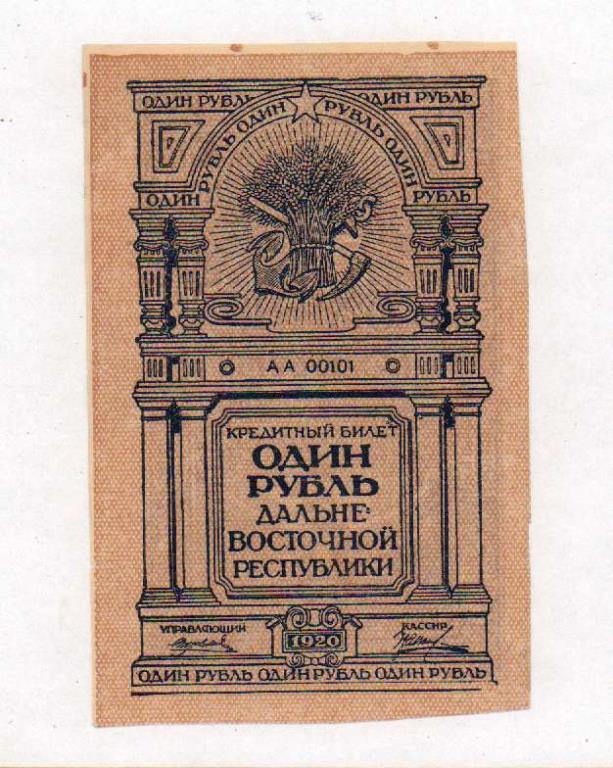 ОДИН РУБЛЬ
ОДИН РУБЛЬ
РУБЛЬ ОДИН РУБЛЬ ОДИН
ОДИН
РУБЛЬ
АА 00101
КРЕДИТНЫЙ БИЛЕТ
ОДИН
РУБЛЬ
ДАЛЬНЕ-
ВОСТОЧНОЙ
РЕСПУБЛИКИ
УПРАВЛЯЮЩИЙ
КАССИР
1920
ОДИН РУБЛЬ ОДИН РУБЛЬ ОДИН РУБЛЬ